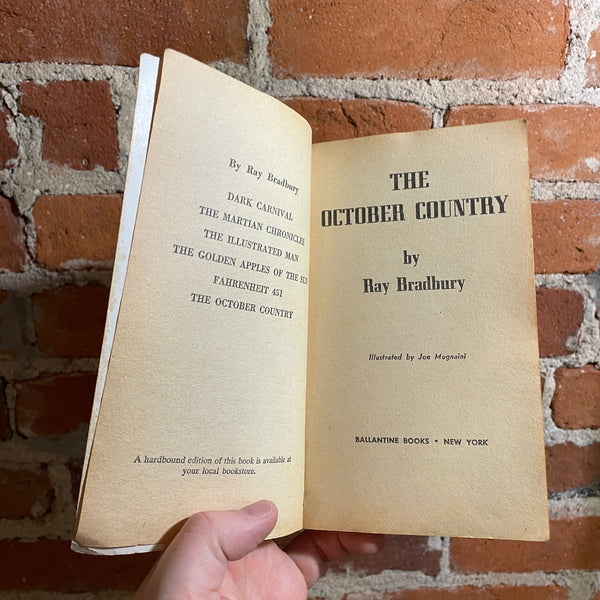 By Ray Bradbury
DARK CARNIVAL
THE MARTIAN CHRONICLES
THE ILLUSTRATED MAN
THE GOLDEN APPLES OF THE SUN
FAHRENHEIT 451
THE OCTOBER COUNTRY
A hardbound edition of this book is available at
your local bookstore.
THE
OCTOBER COUNTRY
by
Ray Bradbury
Illustrated by Joe Mugnaini
BALLANTINE BOOKS • NEW YORK